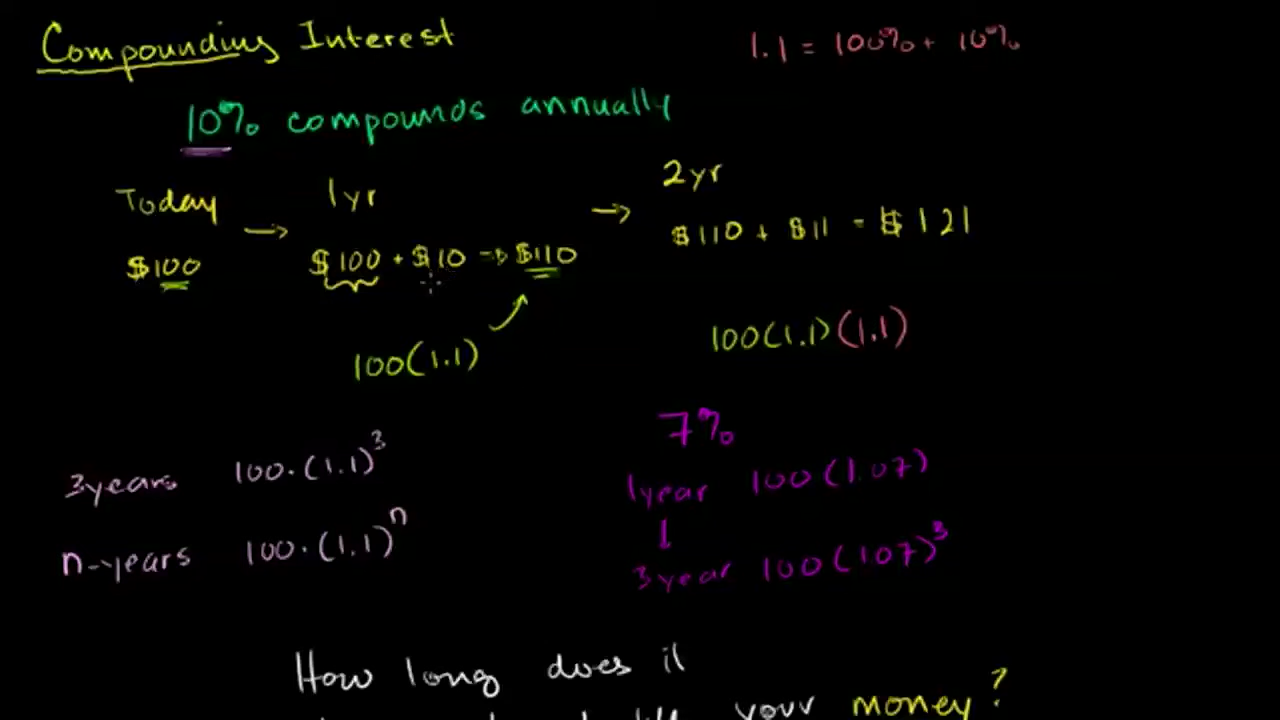 Compounding Interest
1.1 = 100% + 10%
10% compounds annually
Today
$100
1yr
$100 + $10 → $110
100(1.1)
2yr
$110 + $11 = $121
100(1.1)(1.1)
3years 100·(1.1)³
n-years 100·(1.1)ⁿ
7%
1year 100(1.07)
3year 100(107)³
How long does it
your money?